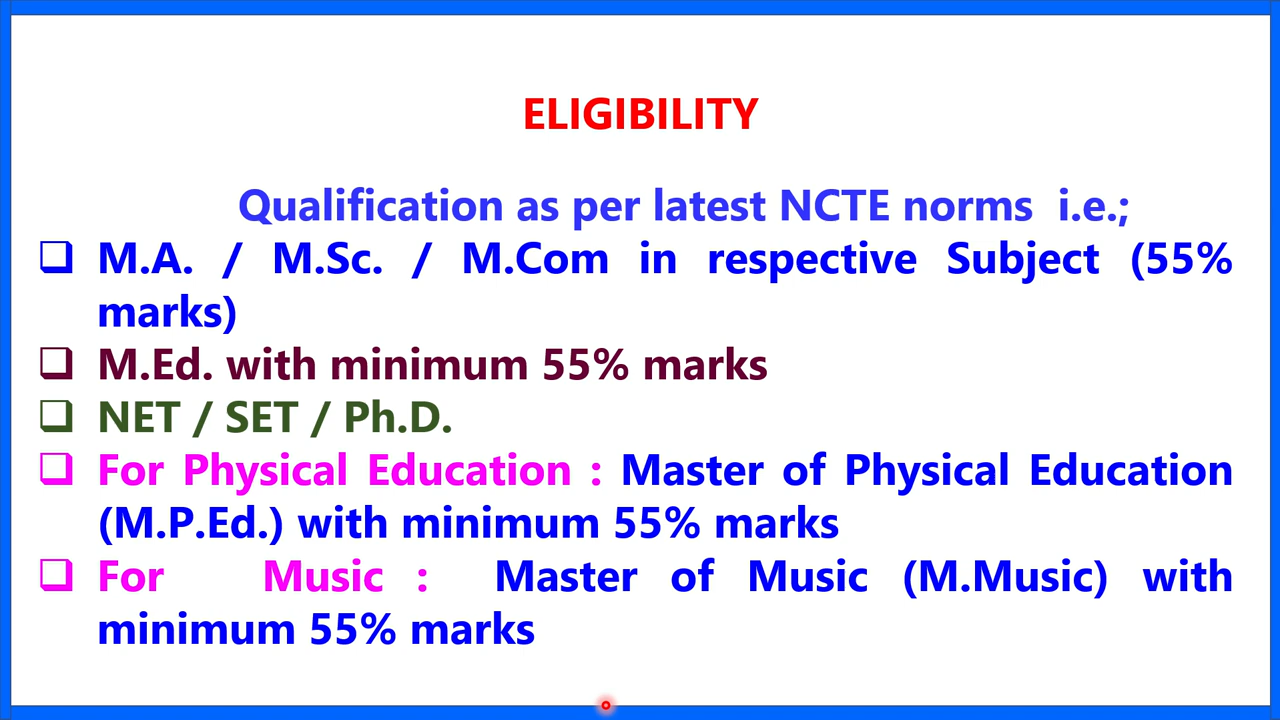 ELIGIBILITY
Qualification as per latest NCTE norms i.e.;
❑ M.A. / M.Sc. / M.Com in respective Subject (55%
marks)
❑ M.Ed. with minimum 55% marks
❑ NET / SET / Ph.D.
❑ For Physical Education : Master of Physical Education
(M.P.Ed.) with minimum 55% marks
❑ For Music : Master of Music (M.Music) with
minimum 55% marks